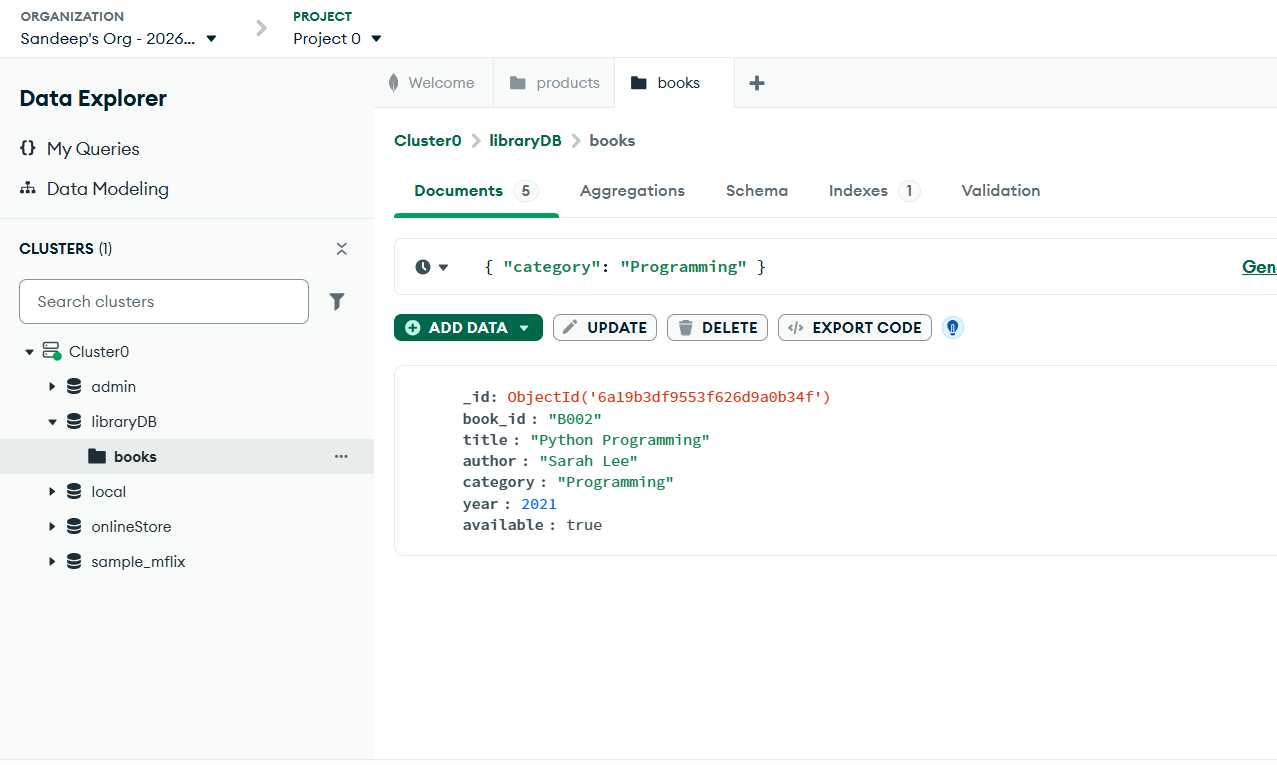 ORGANIZATION
Sandeep's Org - 2026...
PROJECT
Project 0
Data Explorer
My Queries
Data Modeling
CLUSTERS (1)
Search clusters
Cluster0
admin
libraryDB
books
local
onlineStore
sample_mflix
Welcome
products
books
Cluster0 libraryDB books
Documents 5 Aggregations Schema Indexes 1 Validation
{ "category": "Programming" }
Gen
ADD DATA UPDATE DELETE EXPORT CODE
_id: ObjectId('6a19b3df9553f626d9a0b34f')
book_id : "B002"
title : "Python Programming"
author : "Sarah Lee"
category : "Programming"
year : 2021
available : true